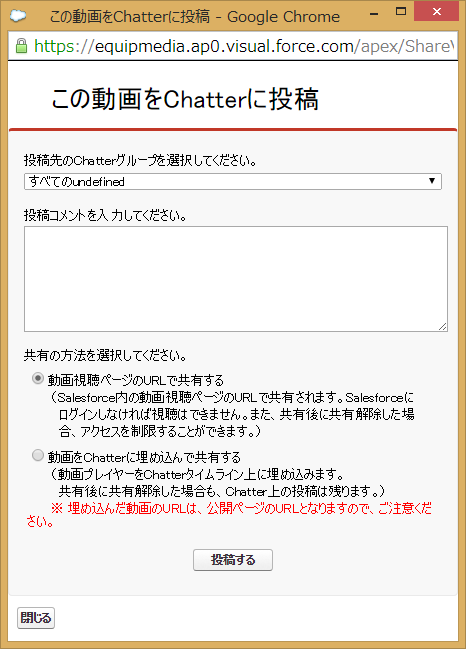 この動画をChatterに投稿 - Google Chrome
https://equipmedia.ap0.visual.force.com/apex/ShareV
この動画をChatterに投稿
投稿先のChatterグループを選択してください。
すべてのundefined
投稿コメントを入力してください。
共有の方法を選択してください。
動画視聴ページのURLで共有する
（Salesforce内の動画視聴ページのURLで共有されます。Salesforceに
ログインしなければ視聴はできません。また、共有後に共有解除した場
合、アクセスを制限することができます。）
動画をChatterに埋め込んで共有する
（動画プレイヤーをChatterタイムライン上に埋め込みます。
共有後に共有解除した場合も、Chatter上の投稿は残ります。）
※ 埋め込んだ動画のURLは、公開ページのURLとなりますので、ご注意くだ
さい。
投稿する
閉じる